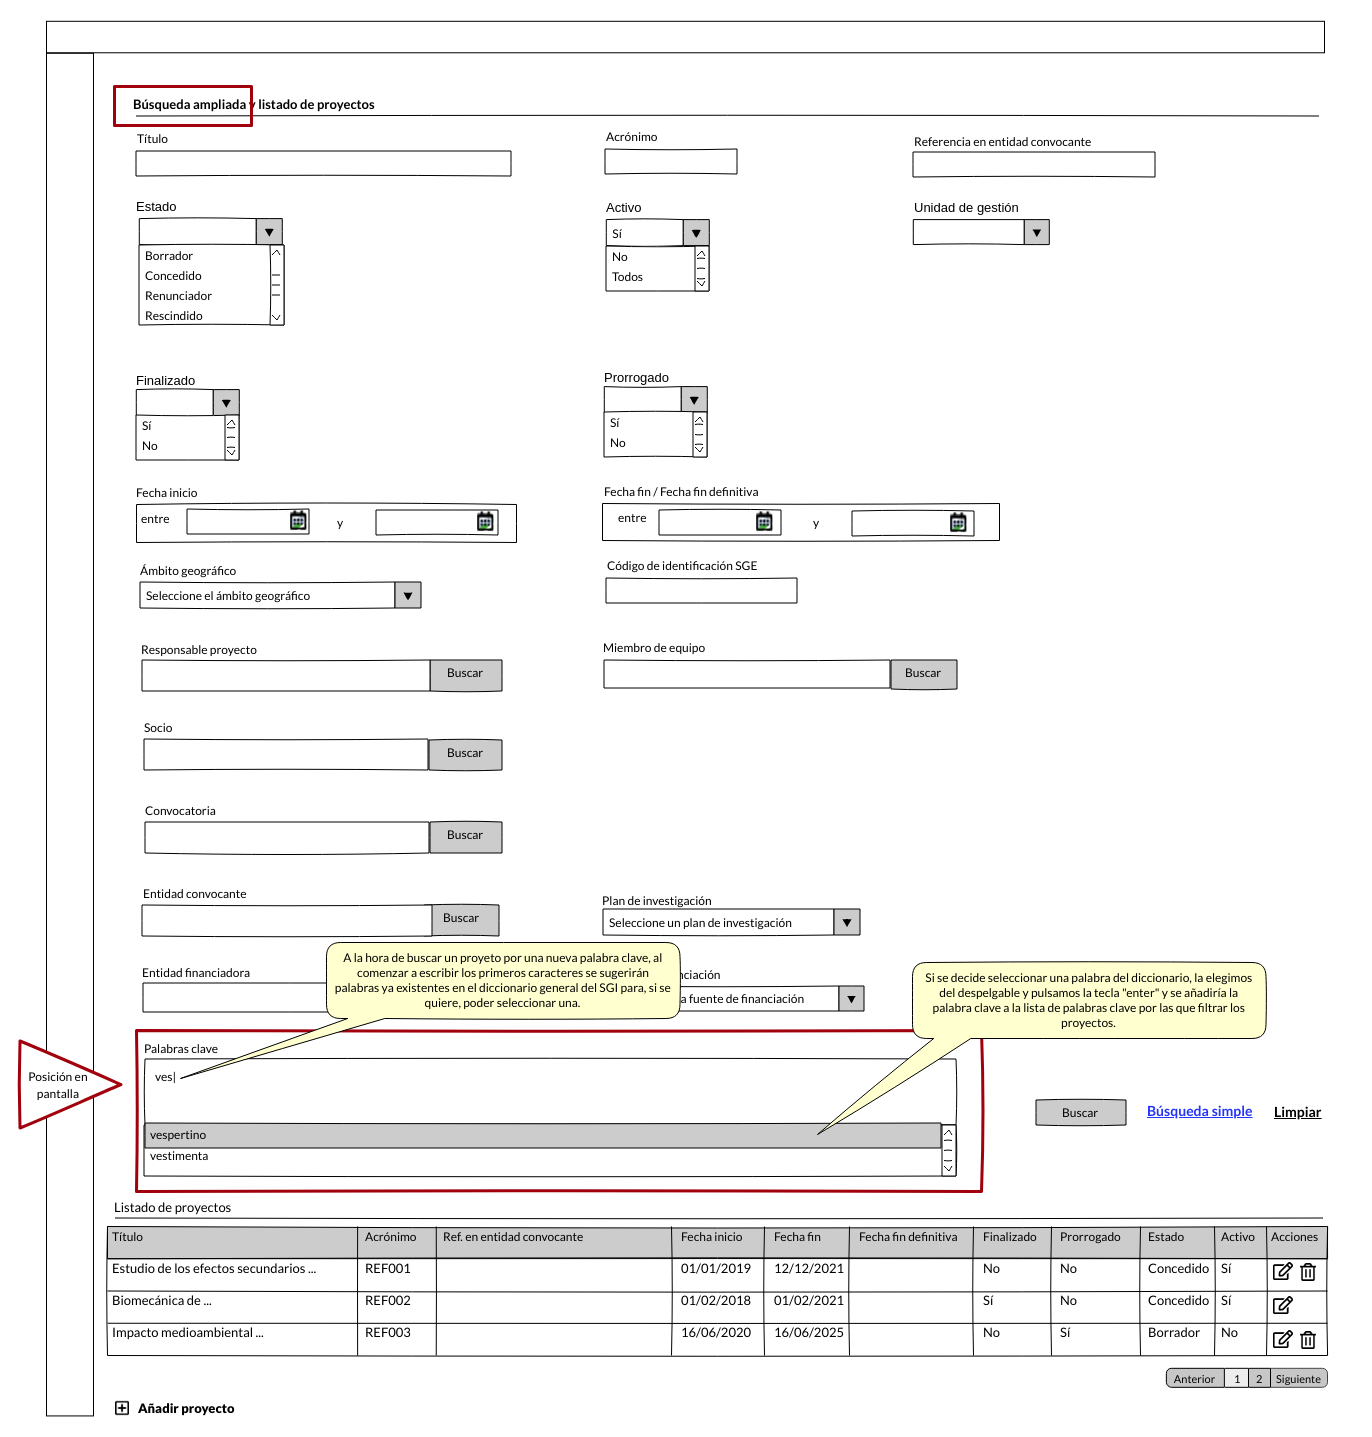 Búsqueda ampliada y listado de proyectos
Título
Acrónimo
Referencia en entidad convocante
Estado
Activo
Unidad de gestión
Sí
Borrador
Concedido
Renunciador
Rescindido
No
Todos
Finalizado
Prorrogado
Sí
No
Sí
No
Fecha inicio
Fecha fin / Fecha fin definitiva
entre
y
entre
y
Ámbito geográfico
Código de identificación SGE
Seleccione el ámbito geográfico
Responsable proyecto
Miembro de equipo
Buscar
Buscar
Socio
Buscar
Convocatoria
Buscar
Entidad convocante
Plan de investigación
Buscar
Seleccione un plan de investigación
A la hora de buscar un proyeto por una nueva palabra clave, al
comenzar a escribir los primeros caracteres se sugerirán
palabras ya existentes en el diccionario general del SGI para, si se
quiere, poder seleccionar una.
Entidad financiadora
nciación
a fuente de financiación
Si se decide seleccionar una palabra del diccionario, la elegimos
del despelgable y pulsamos la tecla "enter" y se añadiría la
palabra clave a la lista de palabras clave por las que filtrar los
proyectos.
Posición en
pantalla
Palabras clave
ves|
vespertino
vestimenta
Buscar
Búsqueda simple
Limpiar
Listado de proyectos
Título Acrónimo Ref. en entidad convocante Fecha inicio Fecha fin Fecha fin definitiva Finalizado Prorrogado Estado Activo Acciones
Estudio de los efectos secundarios ... REF001 01/01/2019 12/12/2021 No No Concedido Sí
Biomecánica de ... REF002 01/02/2018 01/02/2021 Sí No Concedido Sí
Impacto medioambiental ... REF003 16/06/2020 16/06/2025 No Sí Borrador No
Anterior 1 2 Siguiente
Añadir proyecto